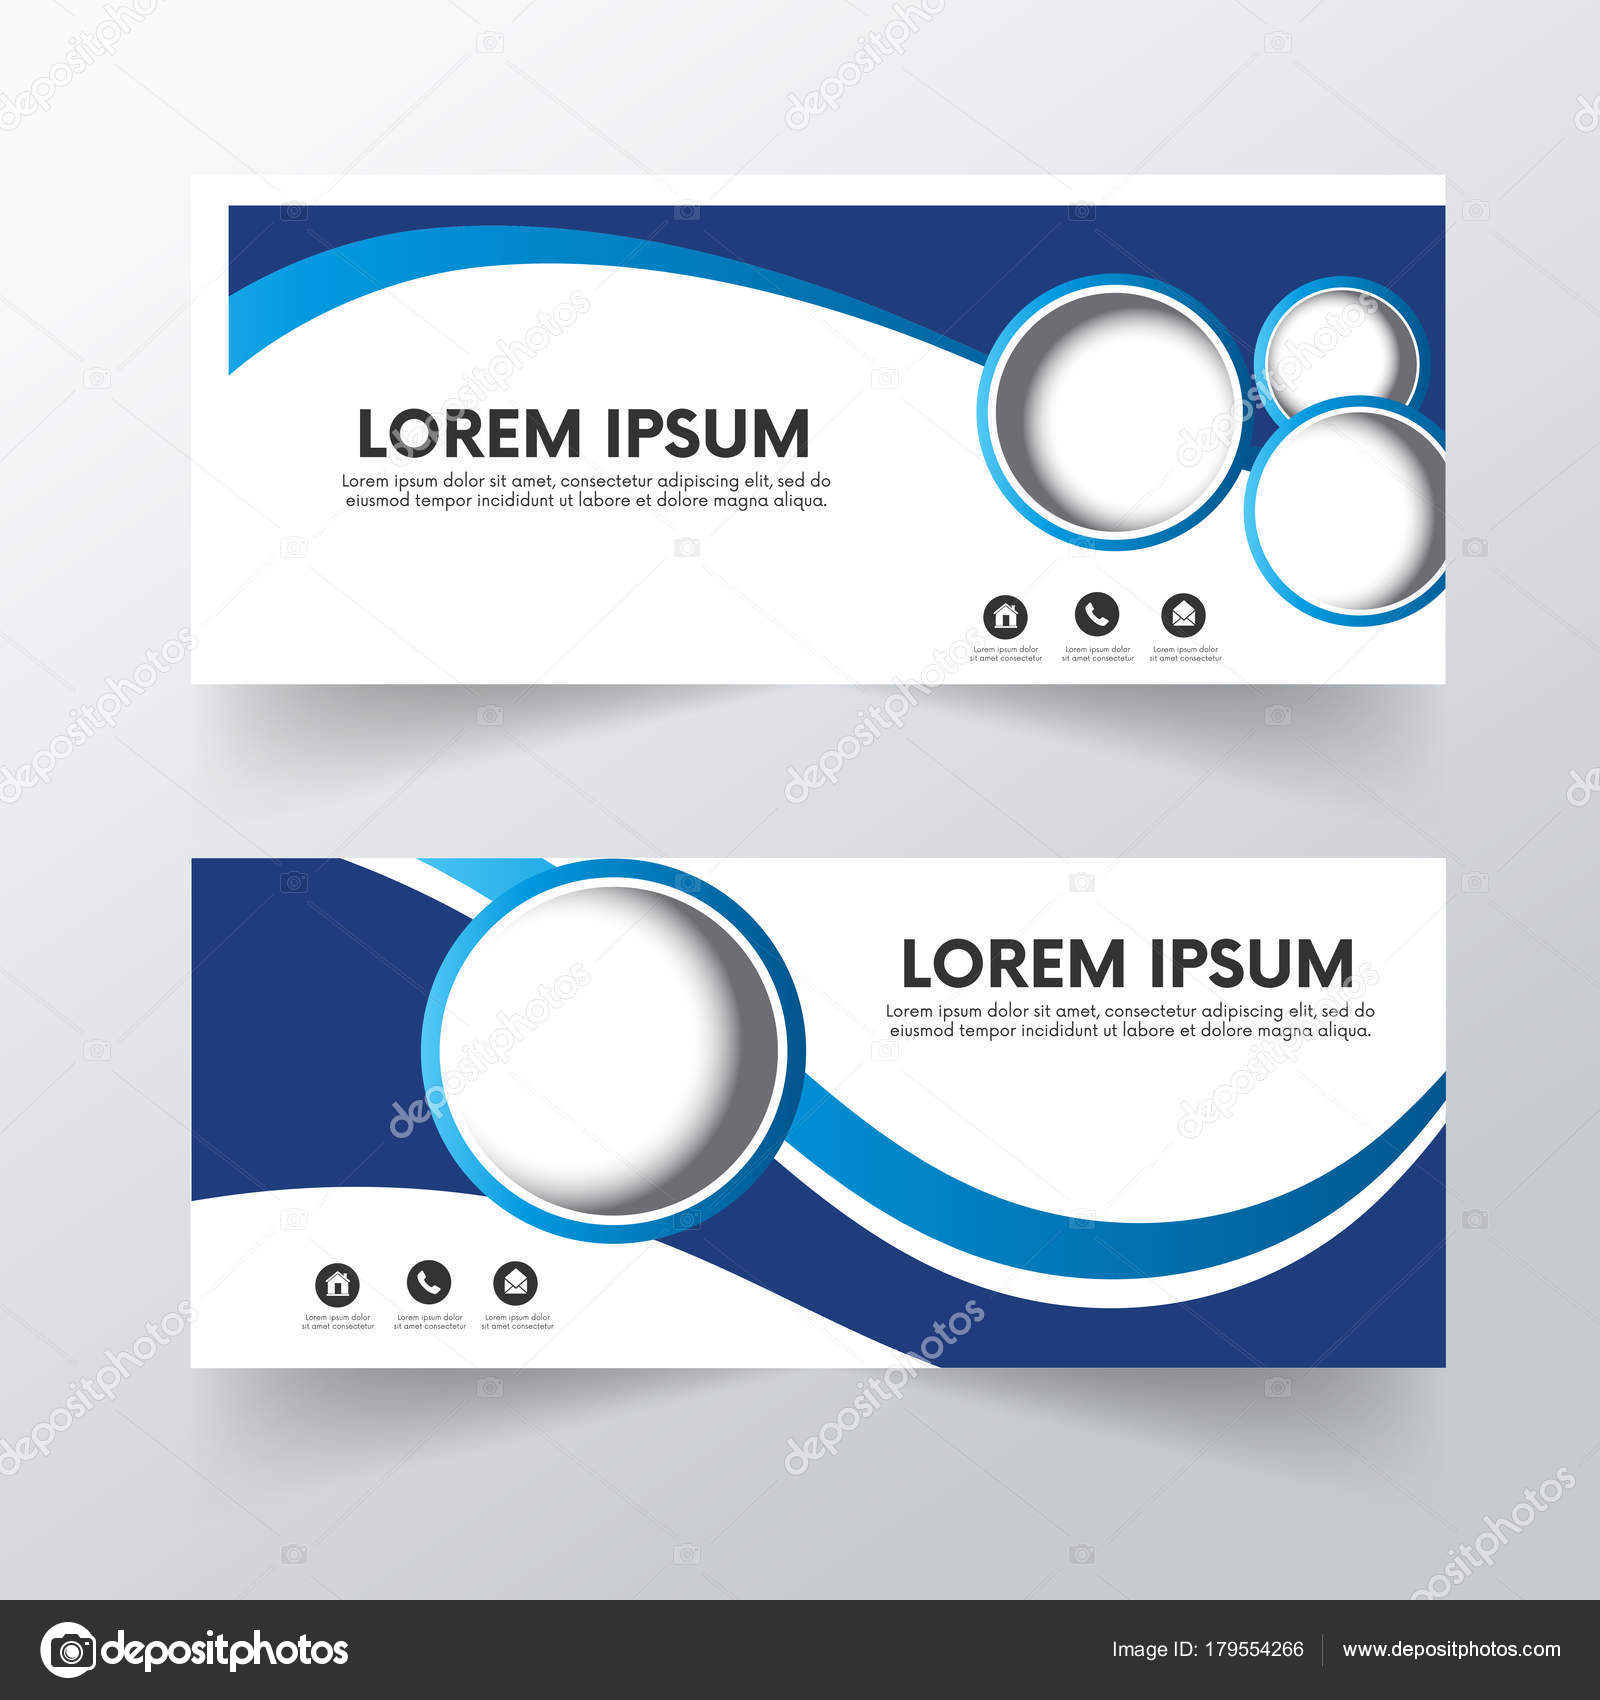 LOREM IPSUM
Lorem ipsum dolor sit amet, consectetur adipiscing elit, sed do
eiusmod tempor incididunt ut labore et dolore magna aliqua.
Lorem ipsum dolor
sit amet consectetur
Lorem ipsum dolor
sit amet consectetur
Lorem ipsum dolor
sit amet consectetur
LOREM IPSUM
Lorem ipsum dolor sit amet, consectetur adipiscing elit, sed do
eiusmod tempor incididunt ut labore et dolore magna aliqua.
Lorem ipsum dolor
sit amet consectetur
Lorem ipsum dolor
sit amet consectetur
Lorem ipsum dolor
sit amet consectetur
depositphotos
Image ID: 179554266
www.depositphotos.com